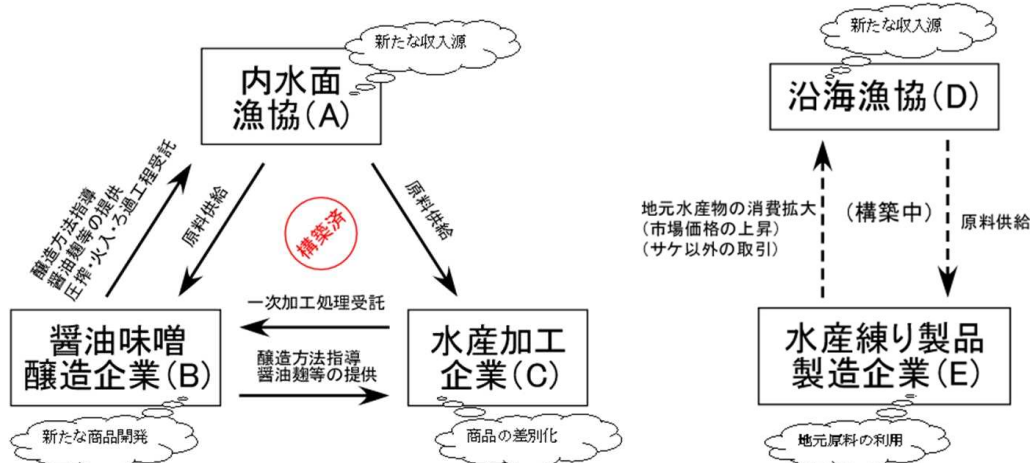 新たな収入源
内水面
漁協(A)
醸造方法指導
醤油麹等の提供
圧搾・火入・ろ過工程受託
原料供給
構築済
原料供給
一次加工処理受託
醸造方法指導
醤油麹等の提供
醤油味噌
醸造企業(B)
新たな商品開発
水産加工
企業(C)
商品の差別化
新たな収入源
沿海漁協(D)
地元水産物の消費拡大
(市場価格の上昇)
(サケ以外の取引)
(構築中)
原料供給
水産練り製品
製造企業(E)
地元原料の利用